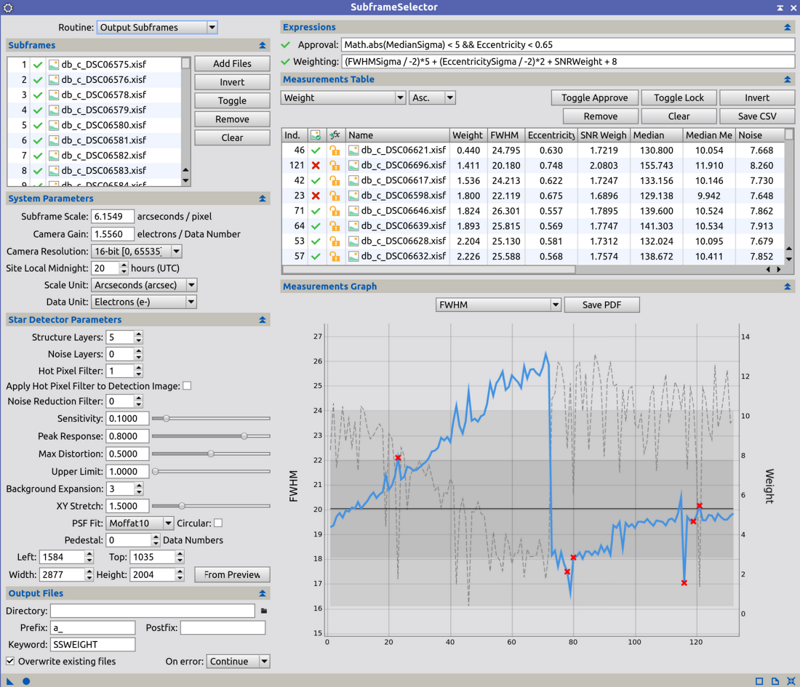 SubframeSelector
Routine: Output Subframes
Subframes
1 db_c_DSC06575.xisf
2 db_c_DSC06576.xisf
3 db_c_DSC06578.xisf
4 db_c_DSC06579.xisf
5 db_c_DSC06580.xisf
6 db_c_DSC06581.xisf
7 db_c_DSC06582.xisf
8 db_c_DSC06583.xisf
9 db_c_DSC06584.xisf
Add Files
Invert
Toggle
Remove
Clear
System Parameters
Subframe Scale: 6.1549 arcseconds / pixel
Camera Gain: 1.5560 electrons / Data Number
Camera Resolution: 16-bit [0, 65535]
Site Local Midnight: 20 hours (UTC)
Scale Unit: Arcseconds (arcsec)
Data Unit: Electrons (e-)
Star Detector Parameters
Structure Layers: 5
Noise Layers: 0
Hot Pixel Filter: 1
Apply Hot Pixel Filter to Detection Image:
Noise Reduction Filter: 0
Sensitivity: 0.1000
Peak Response: 0.8000
Max Distortion: 0.5000
Upper Limit: 1.0000
Background Expansion: 3
XY Stretch: 1.5000
PSF Fit: Moffat10 Circular:
Pedestal: 0 Data Numbers
Left: 1584 Top: 1035
Width: 2877 Height: 2004 From Preview
Output Files
Directory:
Prefix: a_ Postfix:
Keyword: SSWEIGHT
Overwrite existing files On error: Continue
Expressions
Approval: Math.abs(MedianSigma) < 5 && Eccentricity < 0.65
Weighting: (FWHMSigma / -2)*5 + (EccentricitySigma / -2)*2 + SNRWeight + 8
Measurements Table
Weight Asc. Toggle Approve Toggle Lock Invert
Remove Clear Save CSV
Ind. Name Weight FWHM Eccentricity SNR Weigh Median Median Me Noise
46 db_c_DSC06621.xisf 0.440 24.795 0.630 1.7219 130.800 10.054 7.668
121 db_c_DSC06696.xisf 1.411 20.180 0.748 2.0803 155.743 11.910 8.260
42 db_c_DSC06617.xisf 1.536 24.213 0.622 1.7247 133.156 10.146 7.730
23 db_c_DSC06598.xisf 1.800 22.119 0.675 1.6896 129.138 9.942 7.648
71 db_c_DSC06646.xisf 1.824 26.301 0.557 1.7895 139.600 10.524 7.862
64 db_c_DSC06639.xisf 1.893 25.815 0.569 1.7747 141.303 10.534 7.913
53 db_c_DSC06628.xisf 2.204 25.130 0.581 1.7312 132.024 10.095 7.679
57 db_c_DSC06632.xisf 2.226 25.588 0.568 1.7574 138.672 10.411 7.852
Measurements Graph
FWHM Save PDF
27
26
25
24
23
22
21
20
19
18
17
16
15
FWHM
0 20 40 60 80 100 120
14
12
10
8
6
4
2
0
Weight